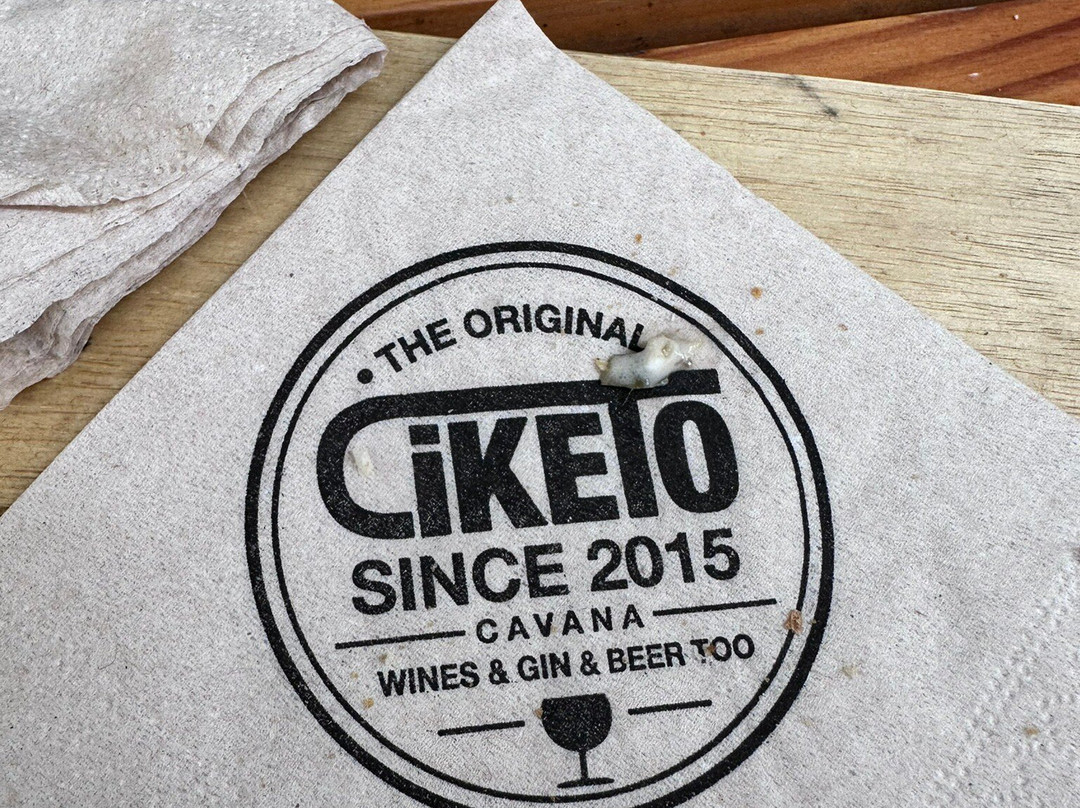 • THE ORIGINAL
CiKETO
SINCE 2015
CAVANA
WINES & GIN & BEER TOO